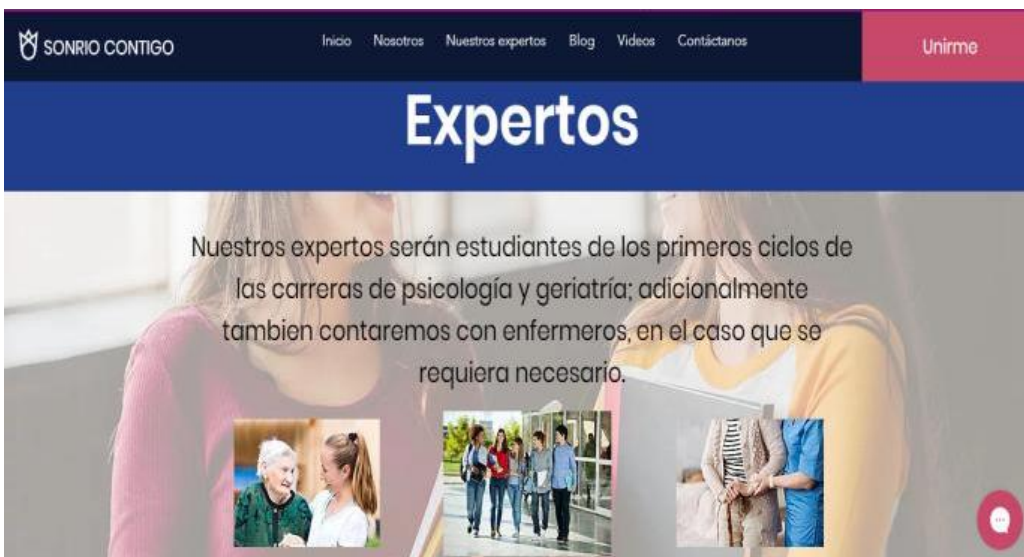 SONRIO CONTIGO
Inicio Nosotros Nuestros expertos Blog Videos Contáctanos
Unirme
Expertos
Nuestros expertos serán estudiantes de los primeros ciclos de
las carreras de psicología y geriatría; adicionalmente
tambien contaremos con enfermeros, en el caso que se
requiera necesario.